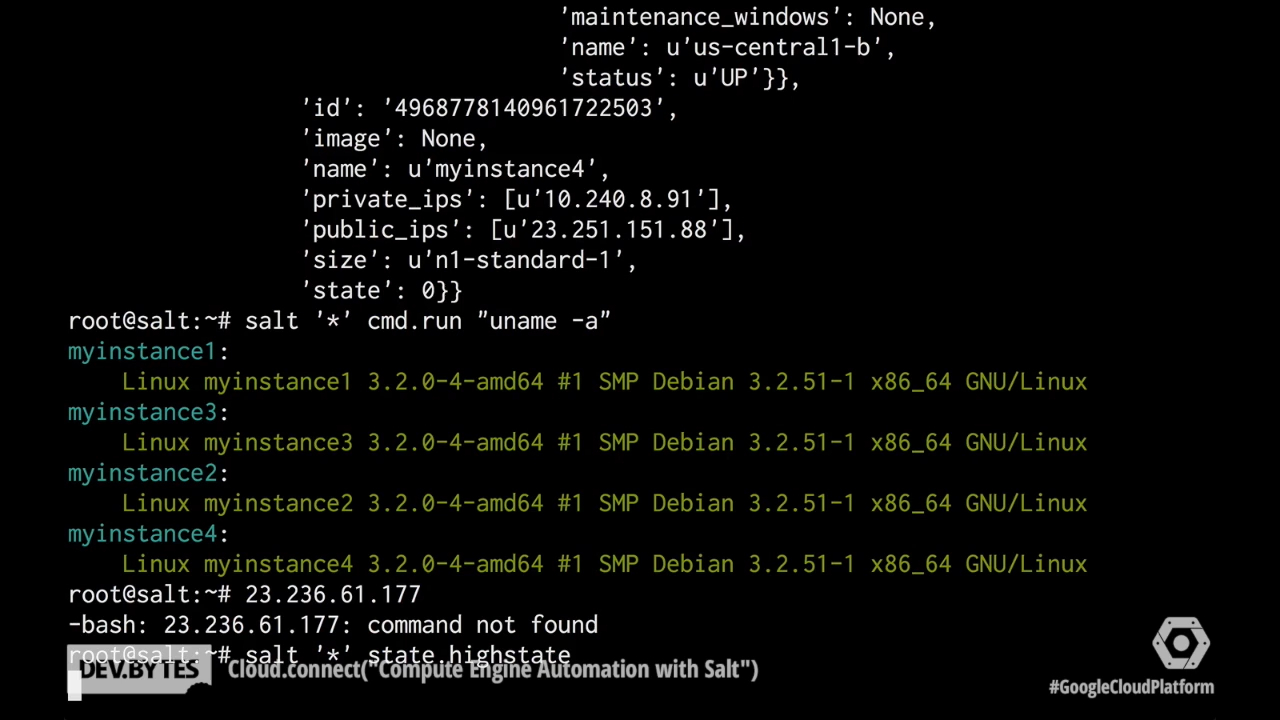 'maintenance_windows': None,
'name': u'us-central1-b',
'status': u'UP'}},
'id': '4968778140961722503',
'image': None,
'name': u'myinstance4',
'private_ips': [u'10.240.8.91'],
'public_ips': [u'23.251.151.88'],
'size': u'n1-standard-1',
'state': 0}}
root@salt:~# salt '*' cmd.run "uname -a"
myinstance1:
Linux myinstance1 3.2.0-4-amd64 #1 SMP Debian 3.2.51-1 x86_64 GNU/Linux
myinstance3:
Linux myinstance3 3.2.0-4-amd64 #1 SMP Debian 3.2.51-1 x86_64 GNU/Linux
myinstance2:
Linux myinstance2 3.2.0-4-amd64 #1 SMP Debian 3.2.51-1 x86_64 GNU/Linux
myinstance4:
Linux myinstance4 3.2.0-4-amd64 #1 SMP Debian 3.2.51-1 x86_64 GNU/Linux
root@salt:~# 23.236.61.177
-bash: 23.236.61.177: command not found
root@salt:~# salt '*' state.highstate
DEV.BYTES Cloud.connect("Compute Engine Automation with Salt")
#GoogleCloudPlatform